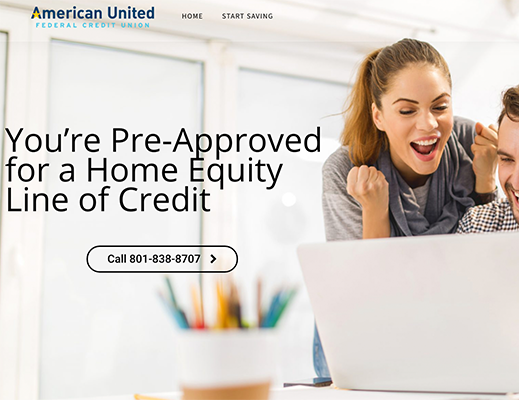 American United
FEDERAL CREDIT UNION
HOME
START SAVING
You’re Pre-Approved
for a Home Equity
Line of Credit
Call 801-838-8707